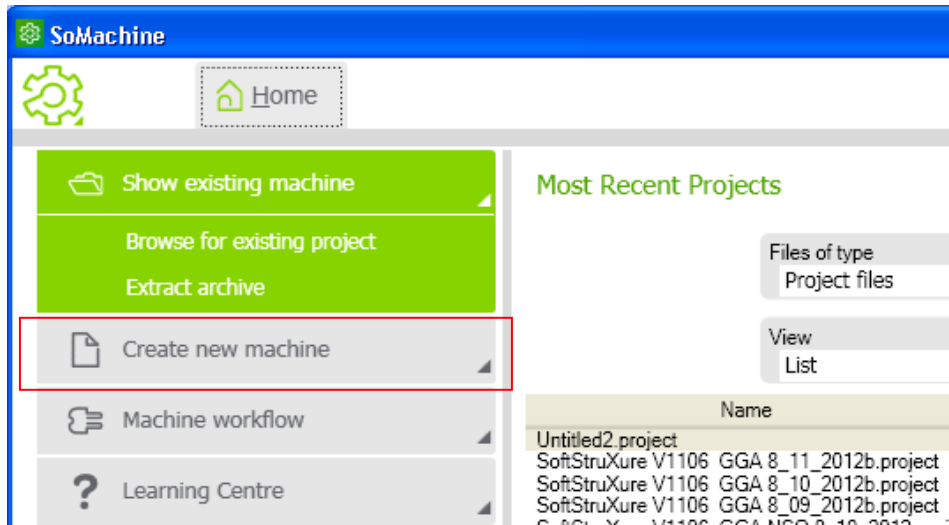 SoMachine
Home
Show existing machine
Browse for existing project
Extract archive
Create new machine
Machine workflow
Learning Centre
Most Recent Projects
Files of type
Project files
View
List
Name
Untitled2.project
SoftStruXure V1106 GGA 8_11_2012b.project
SoftStruXure V1106 GGA 8_10_2012b.project
SoftStruXure V1106 GGA 8_09_2012b.project